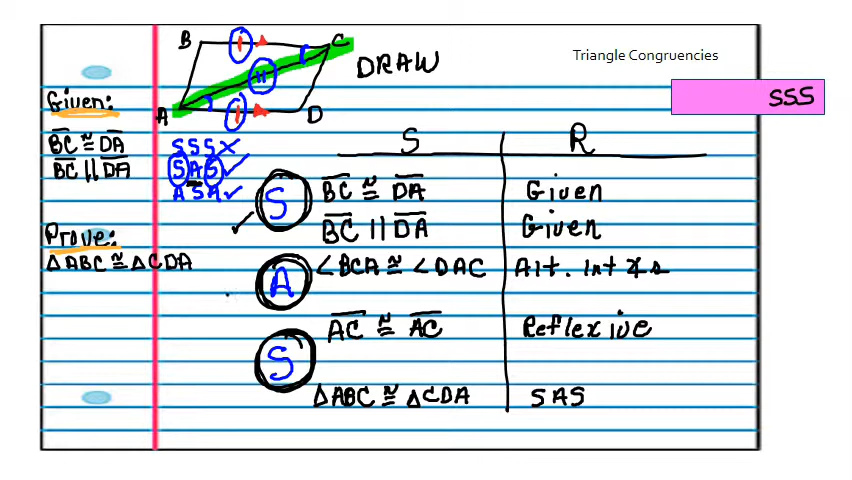 Triangle Congruencies
SSS
B
C
DRAW
A
D
Given:
BC ≅ DA
BC || DA
SSS X
SAS ✓
ASA ✓
Prove:
△ABC ≅ △CDA
S R
S BC ≅ DA Given
BC || DA Given
A ∠BCA ≅ ∠DAC Alt. Int ∡s
S AC ≅ AC Reflexive
△ABC ≅ △CDA SAS